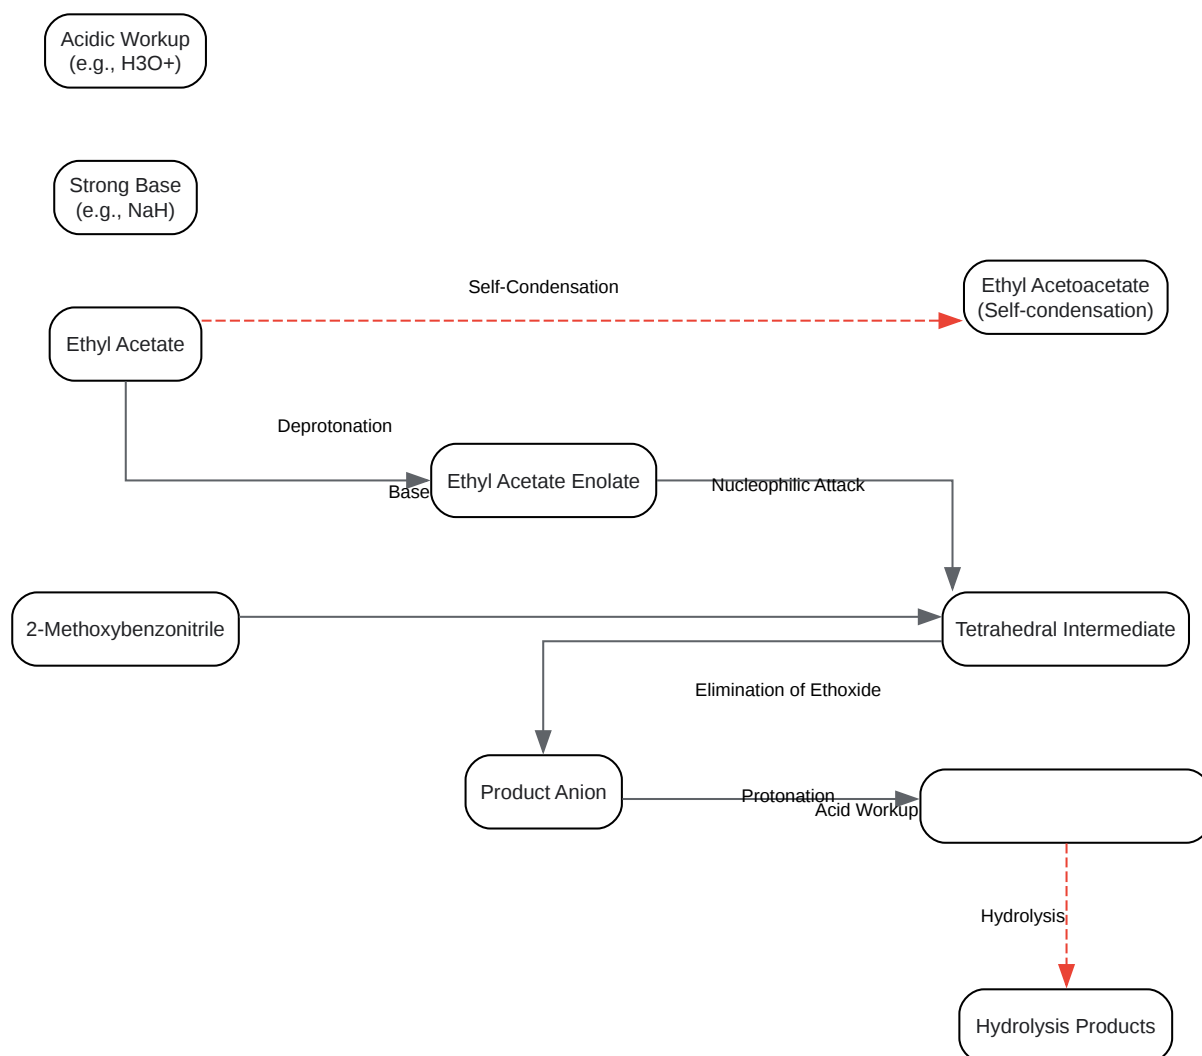 Acidic Workup
(e.g., H3O+)
Strong Base
(e.g., NaH)
Self-Condensation
Ethyl Acetoacetate
(Self-condensation)
Ethyl Acetate
Deprotonation
Base
Ethyl Acetate Enolate
Nucleophilic Attack
2-Methoxybenzonitrile
Tetrahedral Intermediate
Elimination of Ethoxide
Product Anion
Protonation
Acid Workup
Hydrolysis
Hydrolysis Products